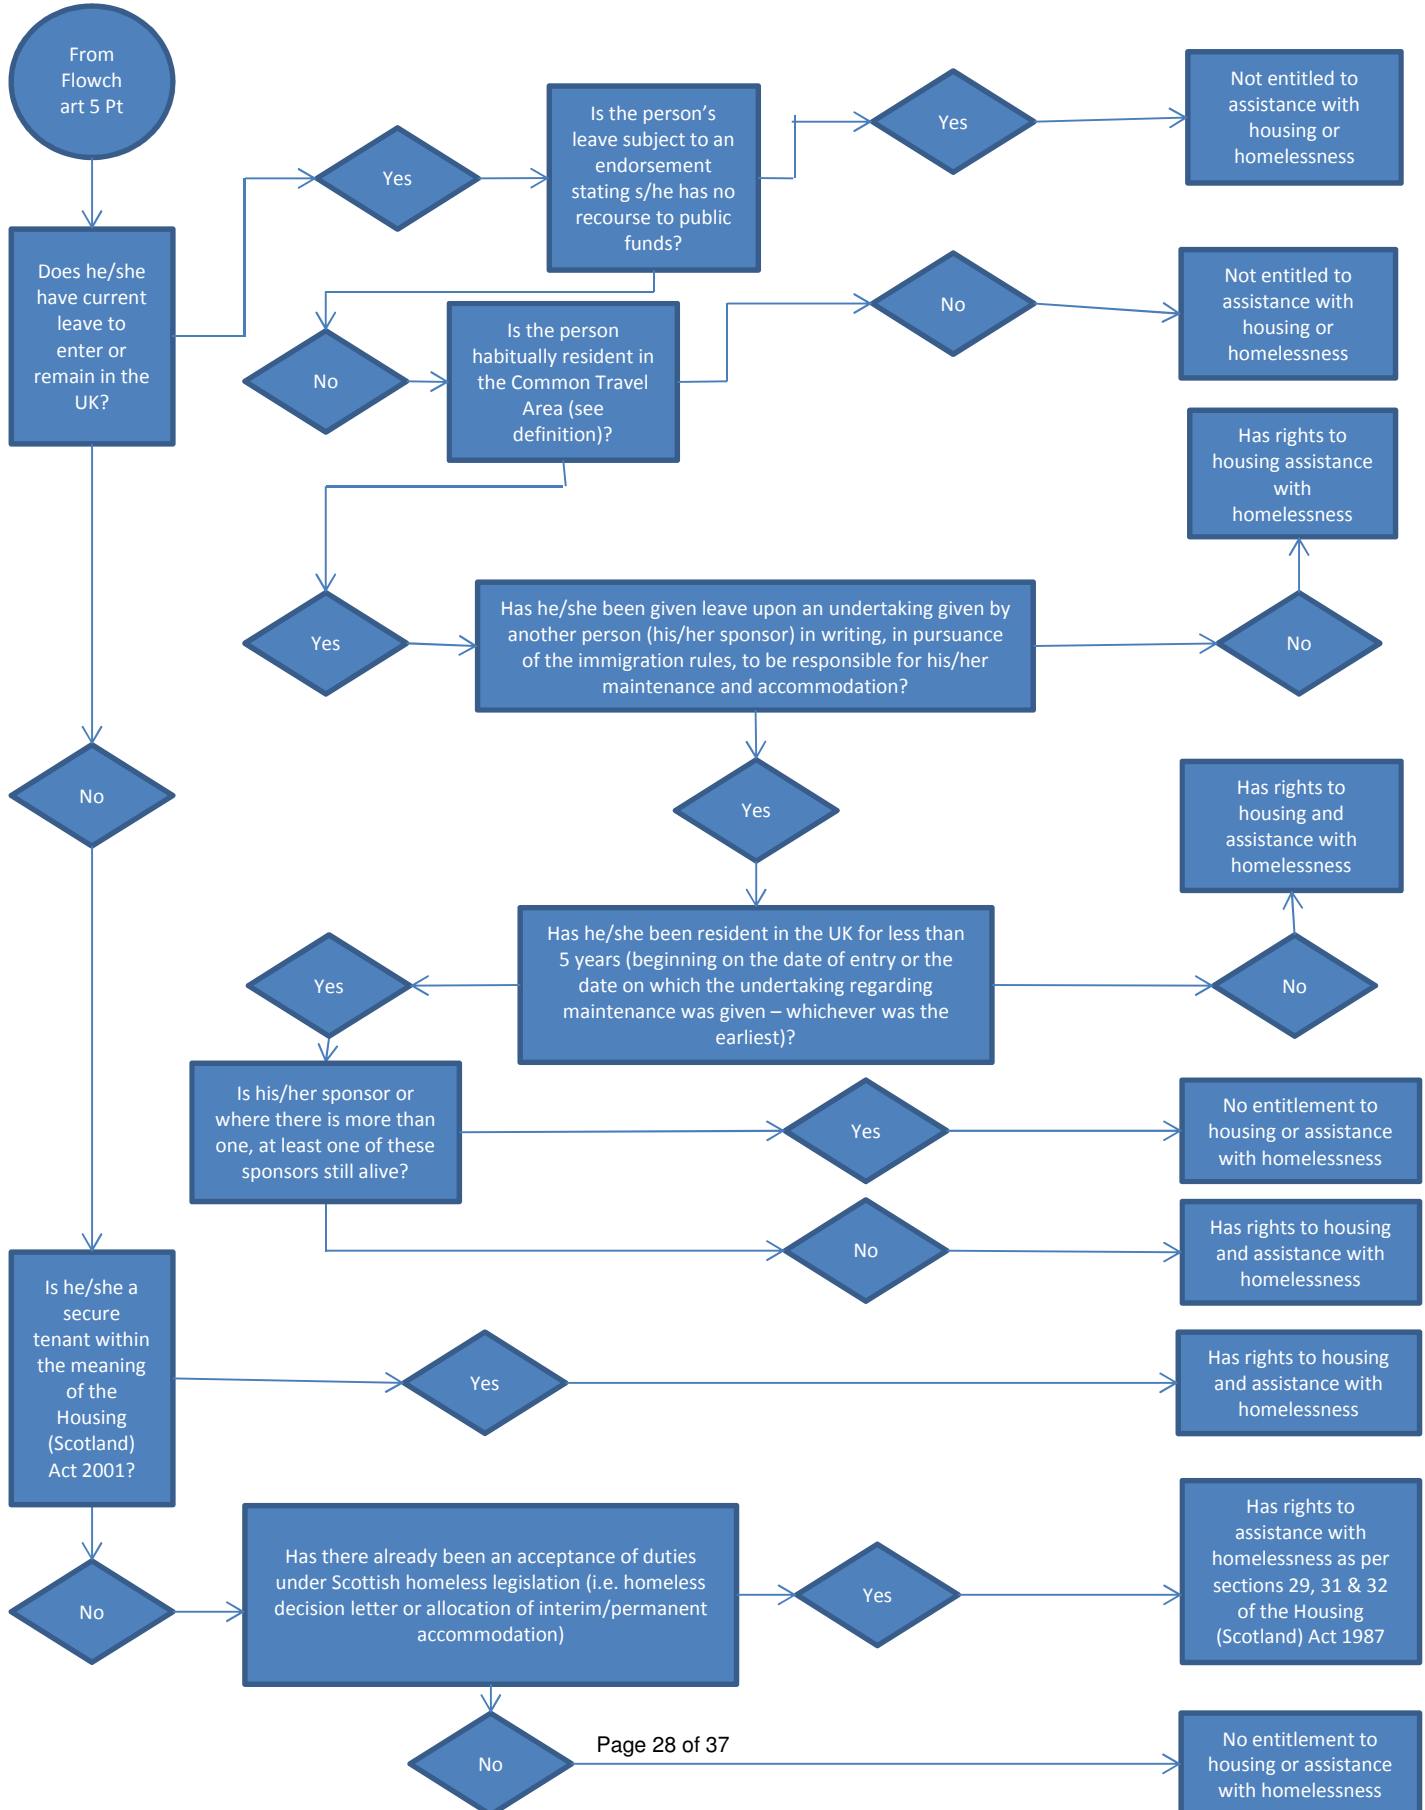 From
Flowch
art 5 Pt
Does he/she
have current
leave to
enter or
remain in the
UK?
Yes
Is the person's
leave subject to an
endorsement
stating s/he has no
recourse to public
funds?
Yes
Not entitled to
assistance with
housing or
homelessness
No
Is the person
habitually resident in
the Common Travel
Area (see
definition)?
No
Not entitled to
assistance with
housing or
homelessness
Yes
Has he/she been given leave upon an undertaking given by
another person (his/her sponsor) in writing, in pursuance
of the immigration rules, to be responsible for his/her
maintenance and accommodation?
No
Has rights to
housing assistance
with
homelessness
Yes
Has he/she been resident in the UK for less than
5 years (beginning on the date of entry or the
date on which the undertaking regarding
maintenance was given – whichever was the
earliest)?
No
Has rights to
housing and
assistance with
homelessness
Yes
Is his/her sponsor or
where there is more than
one, at least one of these
sponsors still alive?
Yes
No entitlement to
housing or assistance
with homelessness
No
Has rights to housing
and assistance with
homelessness
No
Is he/she a
secure
tenant within
the meaning
of the
Housing
(Scotland)
Act 2001?
Yes
Has rights to housing
and assistance with
homelessness
No
Has there already been an acceptance of duties
under Scottish homeless legislation (i.e. homeless
decision letter or allocation of interim/permanent
accommodation)
Yes
Has rights to
assistance with
homelessness as per
sections 29, 31 & 32
of the Housing
(Scotland) Act 1987
No
No entitlement to
housing or assistance
with homelessness
Page 28 of 37